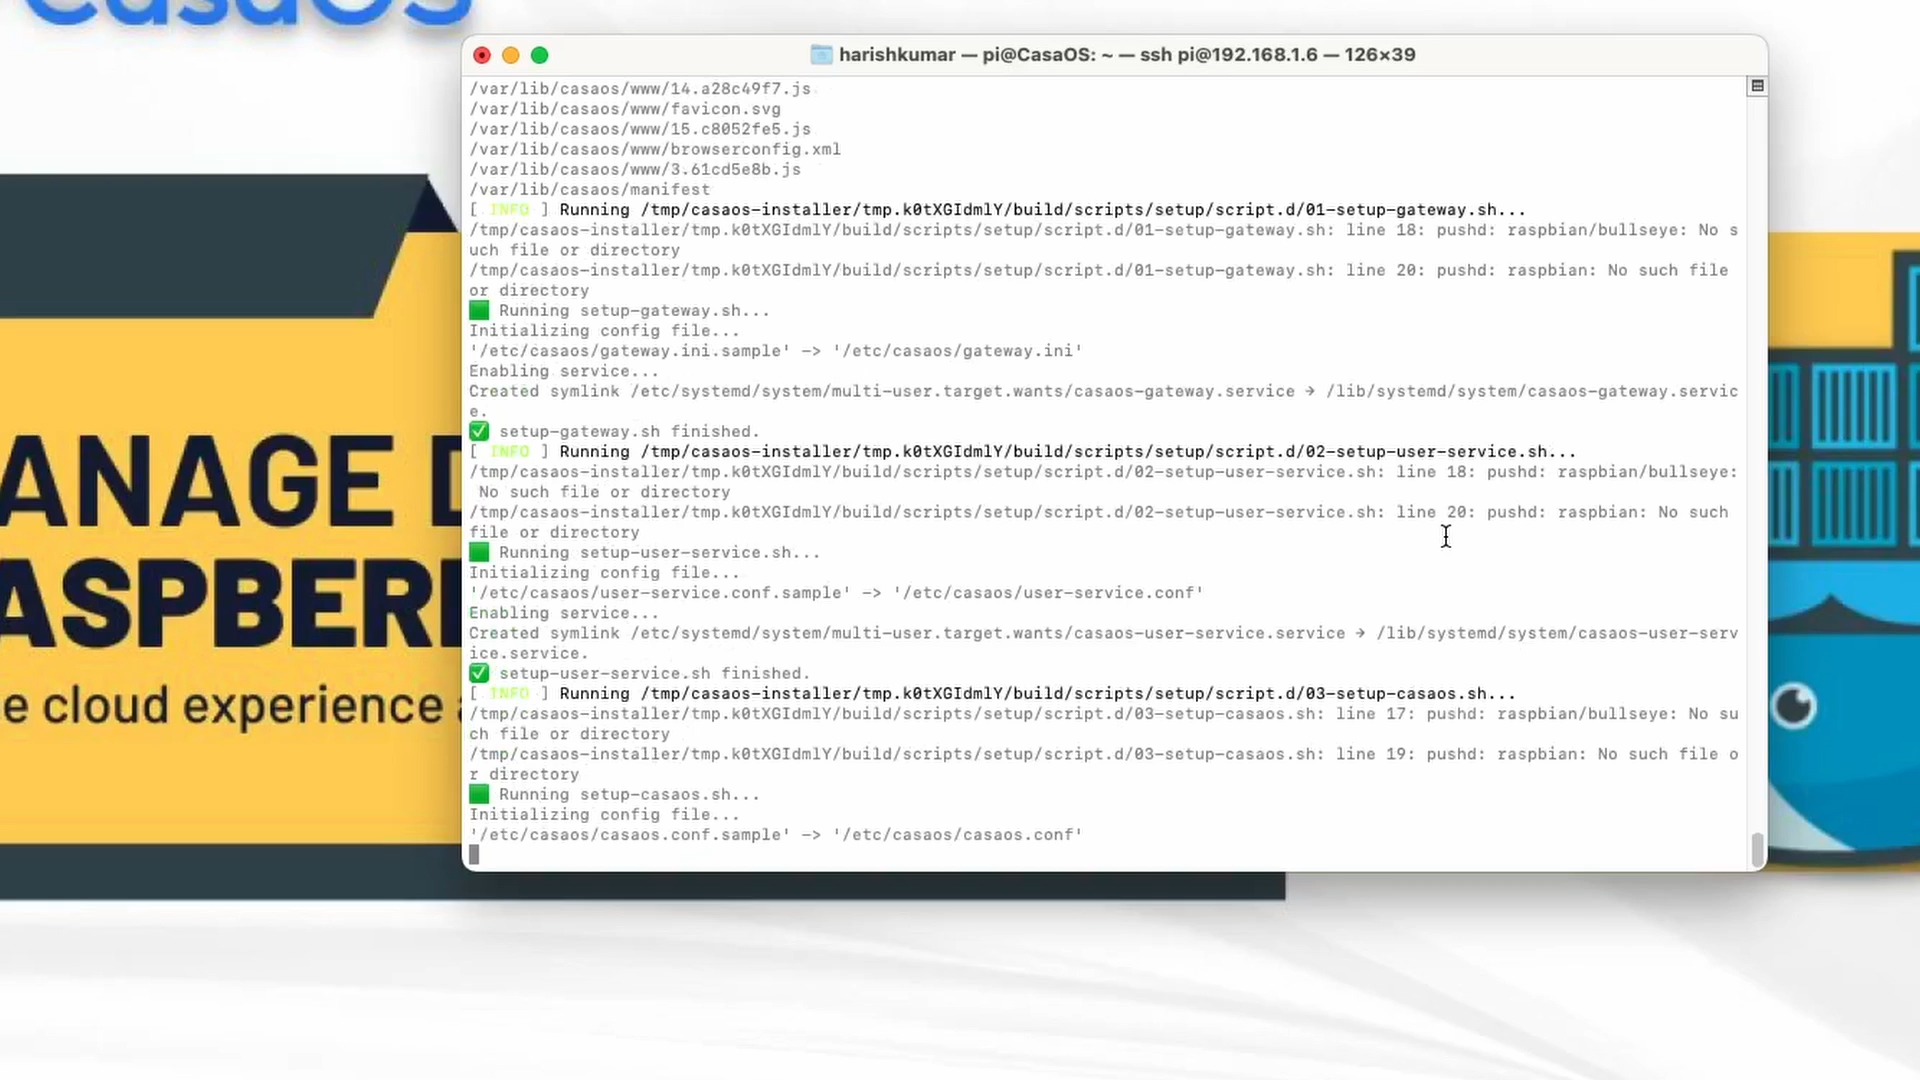 CasaOS
harishkumar — pi@CasaOS: ~ — ssh pi@192.168.1.6 — 126×39
/var/lib/casaos/www/14.a28c49f7.js
/var/lib/casaos/www/favicon.svg
/var/lib/casaos/www/15.c8052fe5.js
/var/lib/casaos/www/browserconfig.xml
/var/lib/casaos/www/3.61cd5e8b.js
/var/lib/casaos/manifest
[ INFO ] Running /tmp/casaos-installer/tmp.k0tXGIdmlY/build/scripts/setup/script.d/01-setup-gateway.sh...
/tmp/casaos-installer/tmp.k0tXGIdmlY/build/scripts/setup/script.d/01-setup-gateway.sh: line 18: pushd: raspbian/bullseye: No s
uch file or directory
/tmp/casaos-installer/tmp.k0tXGIdmlY/build/scripts/setup/script.d/01-setup-gateway.sh: line 20: pushd: raspbian: No such file
or directory
🟩 Running setup-gateway.sh...
Initializing config file...
'/etc/casaos/gateway.ini.sample' -> '/etc/casaos/gateway.ini'
Enabling service...
Created symlink /etc/systemd/system/multi-user.target.wants/casaos-gateway.service → /lib/systemd/system/casaos-gateway.servic
e.
✅ setup-gateway.sh finished.
[ INFO ] Running /tmp/casaos-installer/tmp.k0tXGIdmlY/build/scripts/setup/script.d/02-setup-user-service.sh...
/tmp/casaos-installer/tmp.k0tXGIdmlY/build/scripts/setup/script.d/02-setup-user-service.sh: line 18: pushd: raspbian/bullseye:
No such file or directory
/tmp/casaos-installer/tmp.k0tXGIdmlY/build/scripts/setup/script.d/02-setup-user-service.sh: line 20: pushd: raspbian: No such
file or directory
🟩 Running setup-user-service.sh...
Initializing config file...
'/etc/casaos/user-service.conf.sample' -> '/etc/casaos/user-service.conf'
Enabling service...
Created symlink /etc/systemd/system/multi-user.target.wants/casaos-user-service.service → /lib/systemd/system/casaos-user-serv
ice.service.
✅ setup-user-service.sh finished.
[ INFO ] Running /tmp/casaos-installer/tmp.k0tXGIdmlY/build/scripts/setup/script.d/03-setup-casaos.sh...
/tmp/casaos-installer/tmp.k0tXGIdmlY/build/scripts/setup/script.d/03-setup-casaos.sh: line 17: pushd: raspbian/bullseye: No su
ch file or directory
/tmp/casaos-installer/tmp.k0tXGIdmlY/build/scripts/setup/script.d/03-setup-casaos.sh: line 19: pushd: raspbian: No such file o
r directory
🟩 Running setup-casaos.sh...
Initializing config file...
'/etc/casaos/casaos.conf.sample' -> '/etc/casaos/casaos.conf'
ANAGE D
ASPBER
e cloud experience